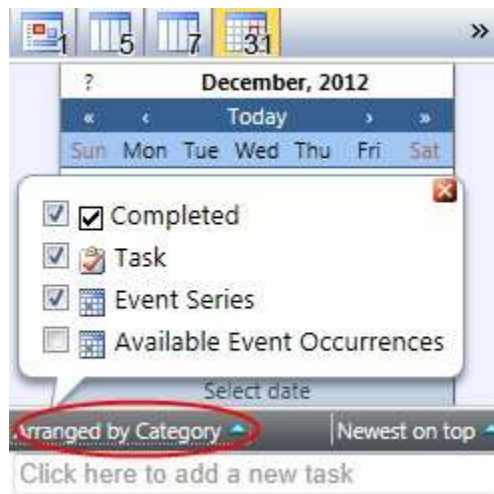 1 5 7 31 »
? December, 2012
« ‹ Today › »
Sun Mon Tue Wed Thu Fri Sat
Completed
Task
Event Series
Available Event Occurrences
Select date
Arranged by Category Newest on top
Click here to add a new task